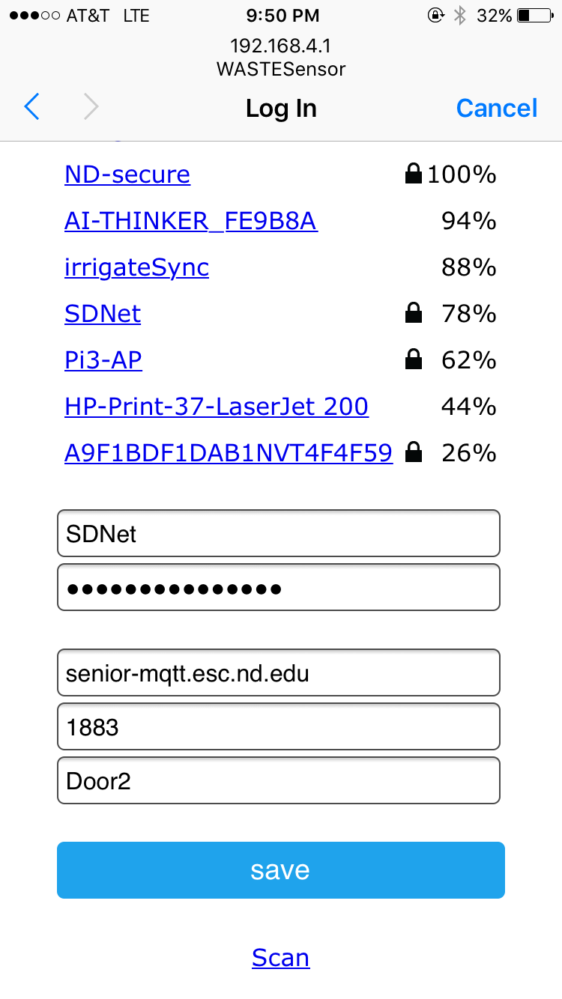 AT&T LTE 9:50 PM 32%
192.168.4.1
WASTESensor
Log In Cancel
ND-secure 100%
AI-THINKER_FE9B8A 94%
irrigateSync 88%
SDNet 78%
Pi3-AP 62%
HP-Print-37-LaserJet 200 44%
A9F1BDF1DAB1NVT4F4F59 26%
SDNet
•••••••••••••••
senior-mqtt.esc.nd.edu
1883
Door2
save
Scan